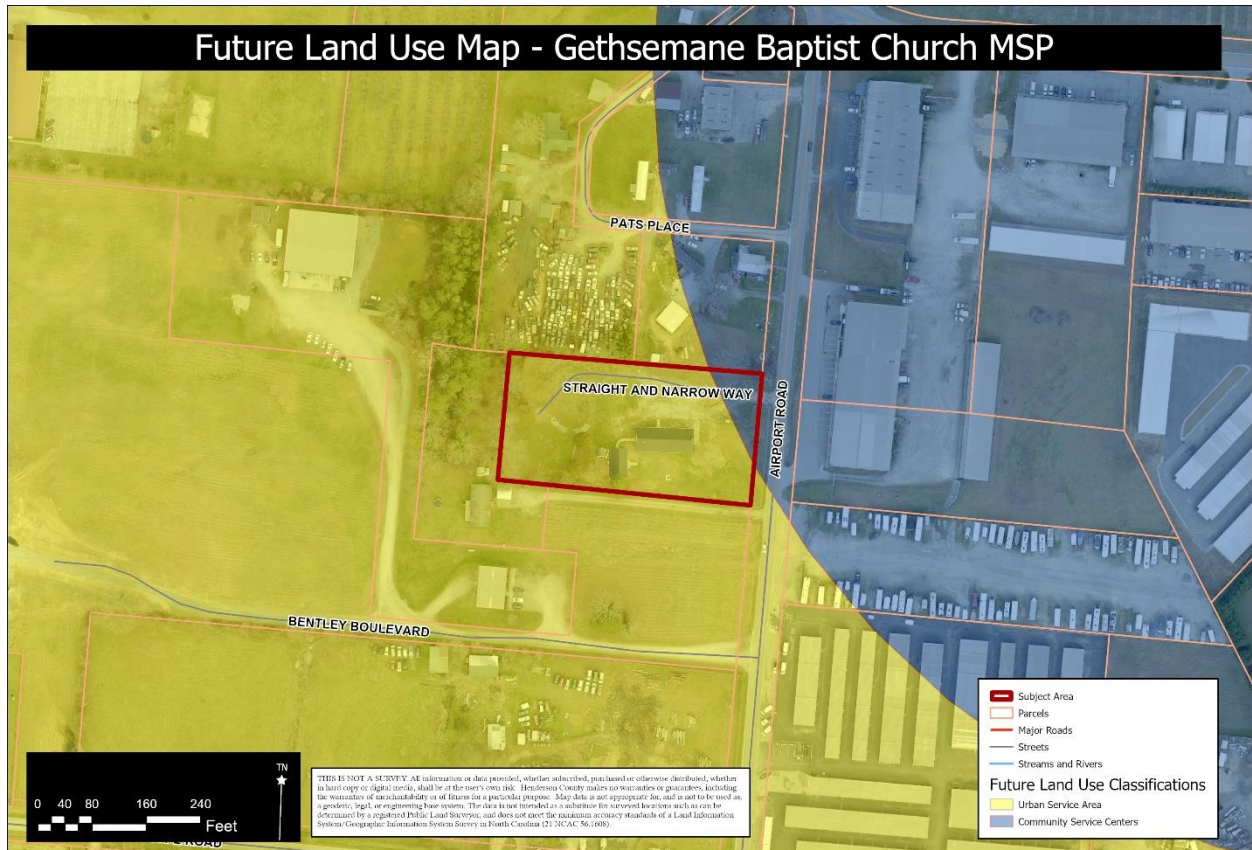 Future Land Use Map - Gethsemane Baptist Church MSP
PATS PLACE
STRAIGHT AND NARROW WAY
AIRPORT ROAD
BENTLEY BOULEVARD
ROAD
TN
0 40 80 160 240
Feet
THIS IS NOT A SURVEY. All information or data provided, whether subscribed, purchased or otherwise distributed, whether
in hard copy or digital media, shall be at the user's own risk. Henderson County makes no warranties or guarantees, including
the warranties of merchantability or of fitness for a particular purpose. Map data is not appropriate for, and is not to be used as,
a geodetic, legal, or engineering base system. The data is not intended as a substitute for surveyed locations such as can be
determined by a registered Public Land Surveyor, and does not meet the minimum accuracy standards of a Land Information
System/Geographic Information System Survey in North Carolina (21 NCAC 56.1608).
Subject Area
Parcels
Major Roads
Streets
Streams and Rivers
Future Land Use Classifications
Urban Service Area
Community Service Centers